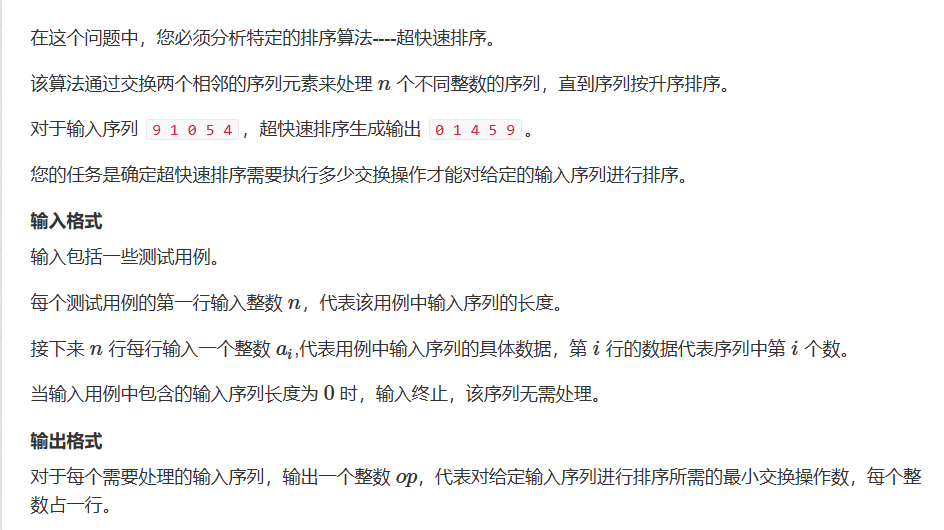 在这个问题中，您必须分析特定的排序算法----超快速排序。
该算法通过交换两个相邻的序列元素来处理 n 个不同整数的序列，直到序列按升序排序。
对于输入序列 9 1 0 5 4，超快速排序生成输出 0 1 4 5 9。
您的任务是确定超快速排序需要执行多少交换操作才能对给定的输入序列进行排序。
输入格式
输入包括一些测试用例。
每个测试用例的第一行输入整数 n，代表该用例中输入序列的长度。
接下来 n 行每行输入一个整数 aᵢ,代表用例中输入序列的具体数据，第 i 行的数据代表序列中第 i 个数。
当输入用例中包含的输入序列长度为 0 时，输入终止，该序列无需处理。
输出格式
对于每个需要处理的输入序列，输出一个整数 op，代表对给定输入序列进行排序所需的最小交换操作数，每个整
数占一行。